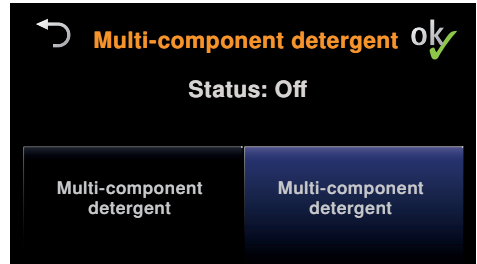 Multi-component detergent ok
Status: Off
Multi-component
detergent
Multi-component
detergent